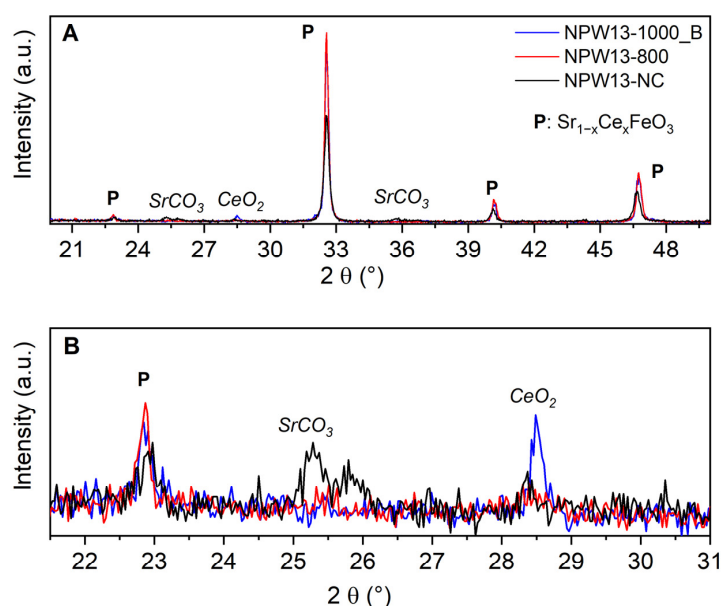 A
P
NPW13-1000_B
NPW13-800
NPW13-NC
P: Sr₁₋ₓCeₓFeO₃
P
SrCO₃
CeO₂
SrCO₃
P
P
Intensity (a.u.)
21 24 27 30 33 36 39 42 45 48
2 θ (°)
B
P
SrCO₃
CeO₂
Intensity (a.u.)
22 23 24 25 26 27 28 29 30 31
2 θ (°)